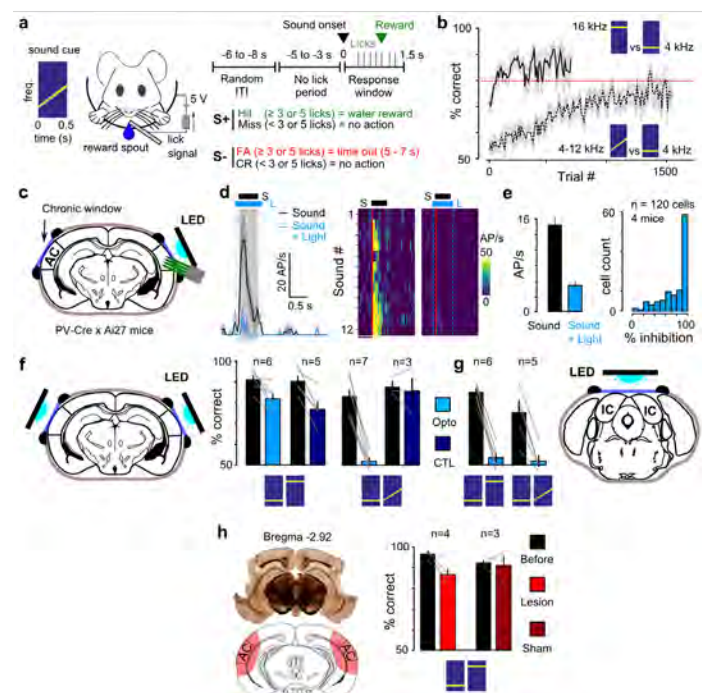 a
sound cue
freq.
0 0.5
time (s)
reward spout
5 V
lick
signal
Sound onset
Reward
0
Licks
1.5 s
-6 to -8 s
-5 to -3 s
Random
ITI
No lick
period
Response
window
S+
Hit (≥ 3 or 5 licks) = water reward
Miss (< 3 or 5 licks) = no action
S-
FA (≥ 3 or 5 licks) = time out (5 - 7 s)
CR (< 3 or 5 licks) = no action
b
% correct
100
50
0
1500
Trial #
16 kHz
vs
4 kHz
4-12 kHz
vs
4 kHz
c
Chronic window
AC
LED
PV-Cre x Ai27 mice
d
S
L
Sound
Sound
+ Light
20 AP/s
0.5 s
S
1
Sound #
12
S
L
AP/s
50
0
e
AP/s
15
0
Sound
Sound
+ Light
n = 120 cells
4 mice
cell count
60
0
0 100
% inhibition
f
LED
% correct
100
50
n=6
n=5
n=7
n=3
Opto
CTL
g
n=6
n=5
LED
IC
IC
h
Bregma -2.92
AC
AC
% correct
100
50
n=4
n=3
Before
Lesion
Sham